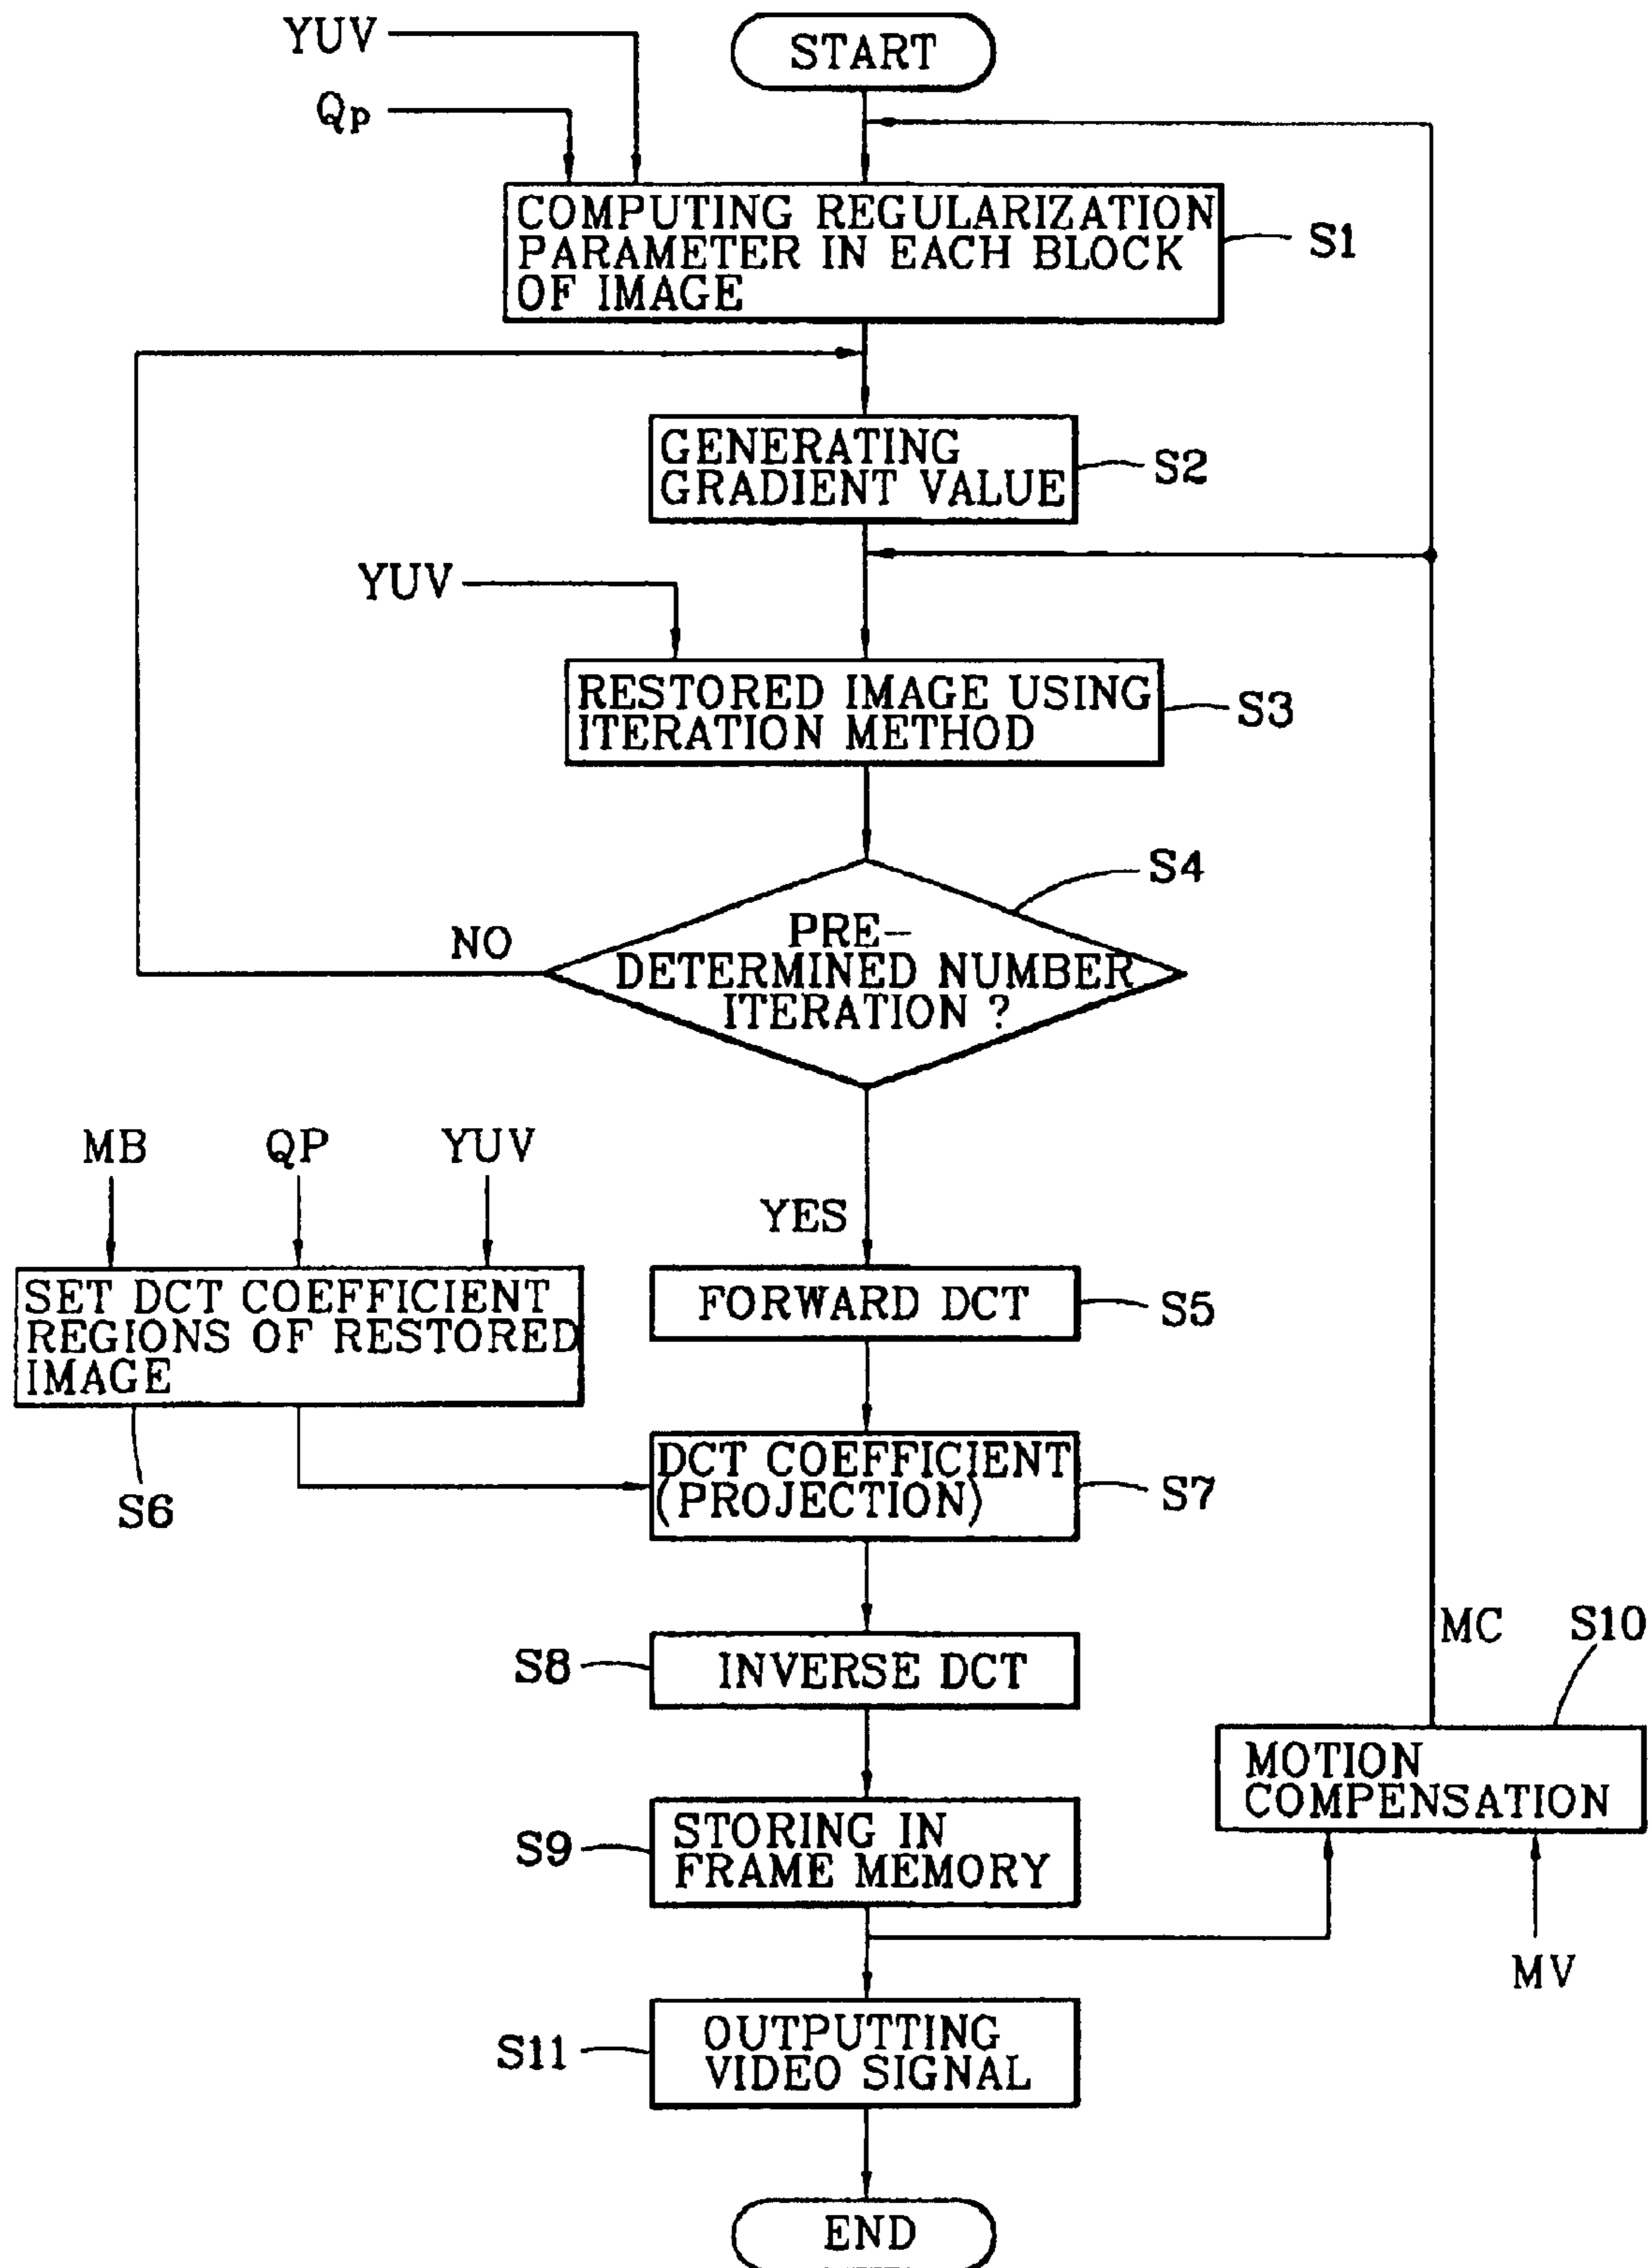 YUV
START
Qp
COMPUTING REGULARIZATION
PARAMETER IN EACH BLOCK
OF IMAGE
S1
GENERATING
GRADIENT VALUE
S2
YUV
RESTORED IMAGE USING
ITERATION METHOD
S3
S4
NO
PRE-
DETERMINED NUMBER
ITERATION ?
MB
QP
YUV
YES
SET DCT COEFFICIENT
REGIONS OF RESTORED
IMAGE
S6
FORWARD DCT
S5
DCT COEFFICIENT
(PROJECTION)
S7
S8
INVERSE DCT
MC
S10
MOTION
COMPENSATION
S9
STORING IN
FRAME MEMORY
MV
S11
OUTPUTTING
VIDEO SIGNAL
END